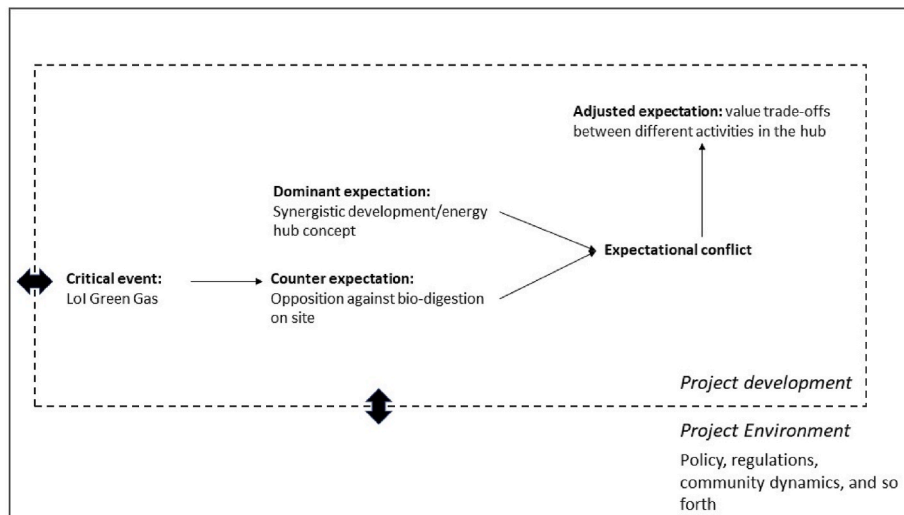 Adjusted expectation: value trade-offs
between different activities in the hub
Dominant expectation:
Synergistic development/energy
hub concept
Expectational conflict
Critical event:
LoI Green Gas
Counter expectation:
Opposition against bio-digestion
on site
Project development
Project Environment
Policy, regulations,
community dynamics, and so
forth